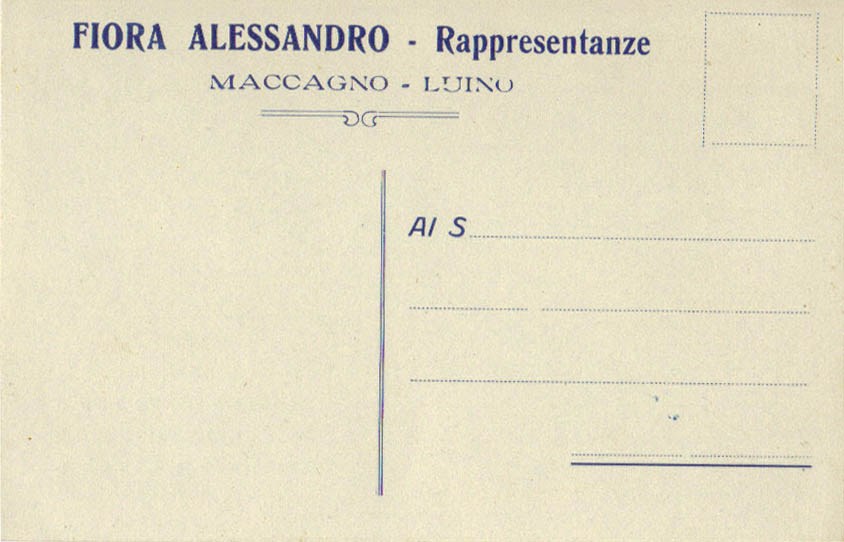 FIORA ALESSANDRO - Rappresentanze
MACCAGNO - LUINO
Al S